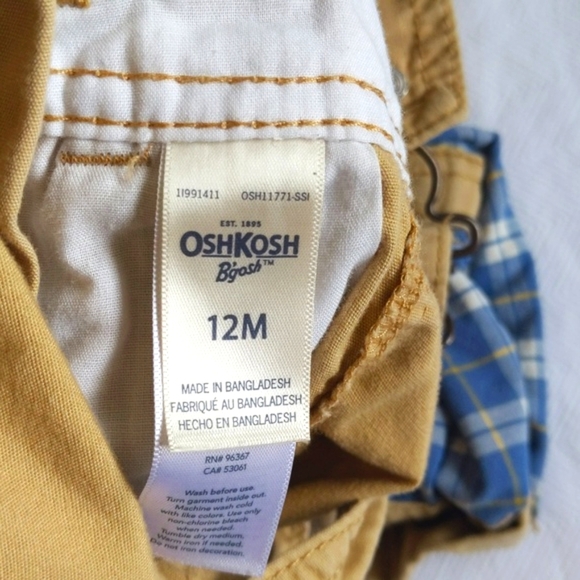 11991411 OSH11771-SSI
EST. 1895
OSHKOSH
B'gosh™
12M
MADE IN BANGLADESH
FABRIQUÉ AU BANGLADESH
HECHO EN BANGLADESH
RN# 96367
CA# 53061
Wash before use.
Turn garment inside out.
Machine wash cold
with like colors. Use only
non-chlorine bleach
when needed.
Tumble dry medium.
Warm iron if needed.
Do not iron decoration.